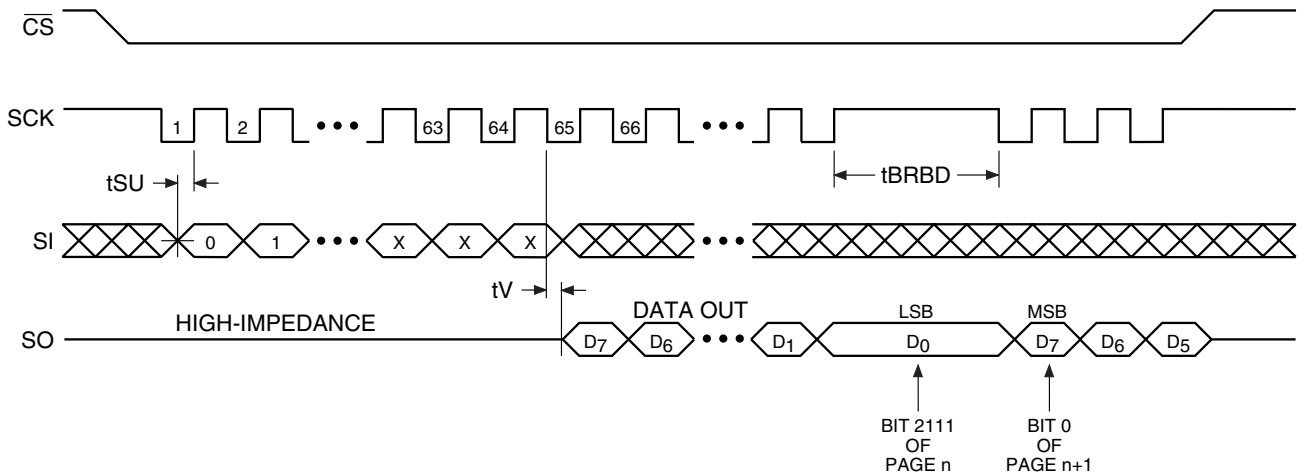 CS
SCK 1 2 ••• 63 64 65 66 •••
tSU tBRBD
SI 0 1 ••• X X X •••
tV
HIGH-IMPEDANCE DATA OUT LSB MSB
SO D7 D6 ••• D1 D0 D7 D6 D5
BIT 2111
OF
PAGE n
BIT 0
OF
PAGE n+1